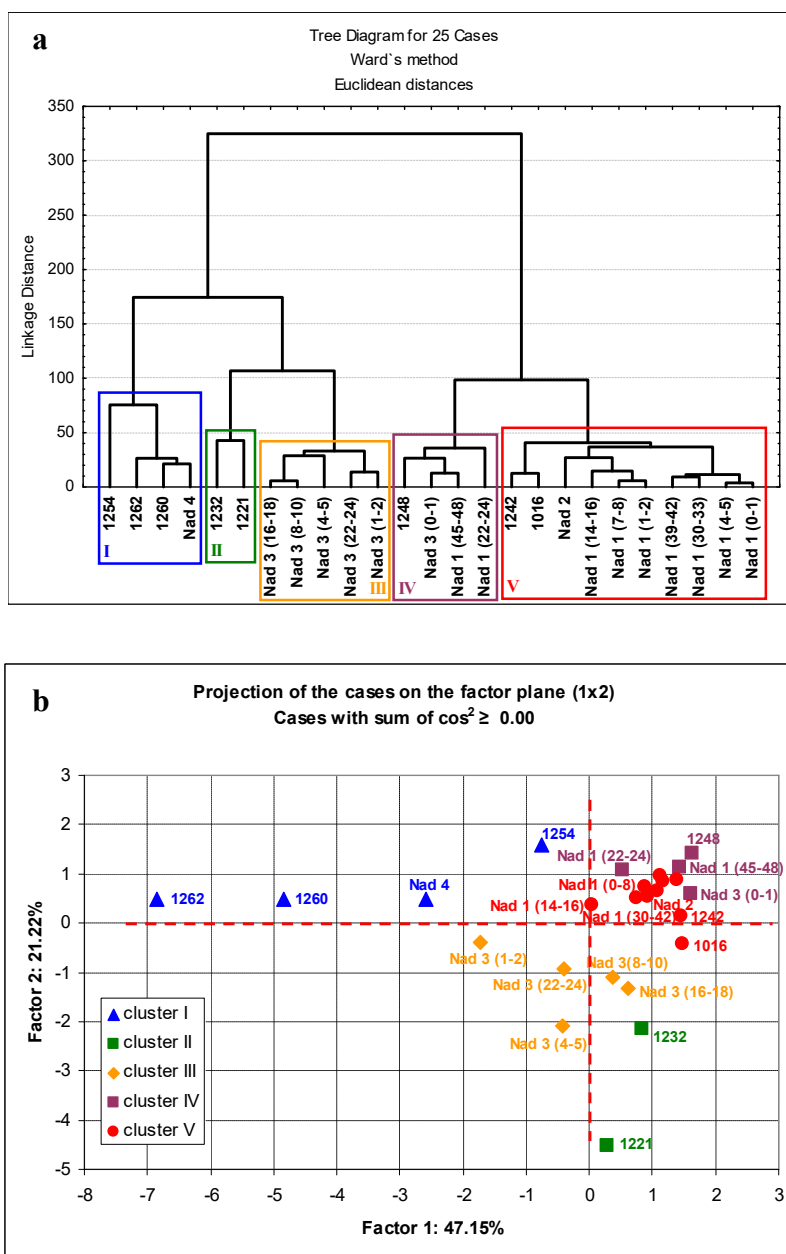 a
Tree Diagram for 25 Cases
Ward`s method
Euclidean distances
Linkage Distance
350
300
250
200
150
100
50
0
1254
1262
1260
Nad 4
1232
1221
Nad 3 (16-18)
Nad 3 (8-10)
Nad 3 (4-5)
Nad 3 (22-24)
Nad 3 (1-2)
1248
Nad 3 (0-1)
Nad 1 (45-48)
Nad 1 (22-24)
1242
1016
Nad 2
Nad 1 (14-16)
Nad 1 (7-8)
Nad 1 (1-2)
Nad 1 (39-42)
Nad 1 (30-33)
Nad 1 (4-5)
Nad 1 (0-1)
I
II
III
IV
V
b
Projection of the cases on the factor plane (1x2)
Cases with sum of cos² ≥ 0.00
Factor 2: 21.22%
3
2
1
0
-1
-2
-3
-4
-5
1254
1248
Nad 1 (22-24)
Nad 1 (45-48)
1262
1260
Nad 4
Nad 1 (0-8)
Nad 3 (0-1)
Nad 1 (14-16)
Nad 2
Nad 1 (30-42)
1242
1016
Nad 3 (1-2)
Nad 3(8-10)
Nad 3 (22-24)
Nad 3 (16-18)
Nad 3 (4-5)
1232
1221
cluster I
cluster II
cluster III
cluster IV
cluster V
-8 -7 -6 -5 -4 -3 -2 -1 0 1 2 3
Factor 1: 47.15%